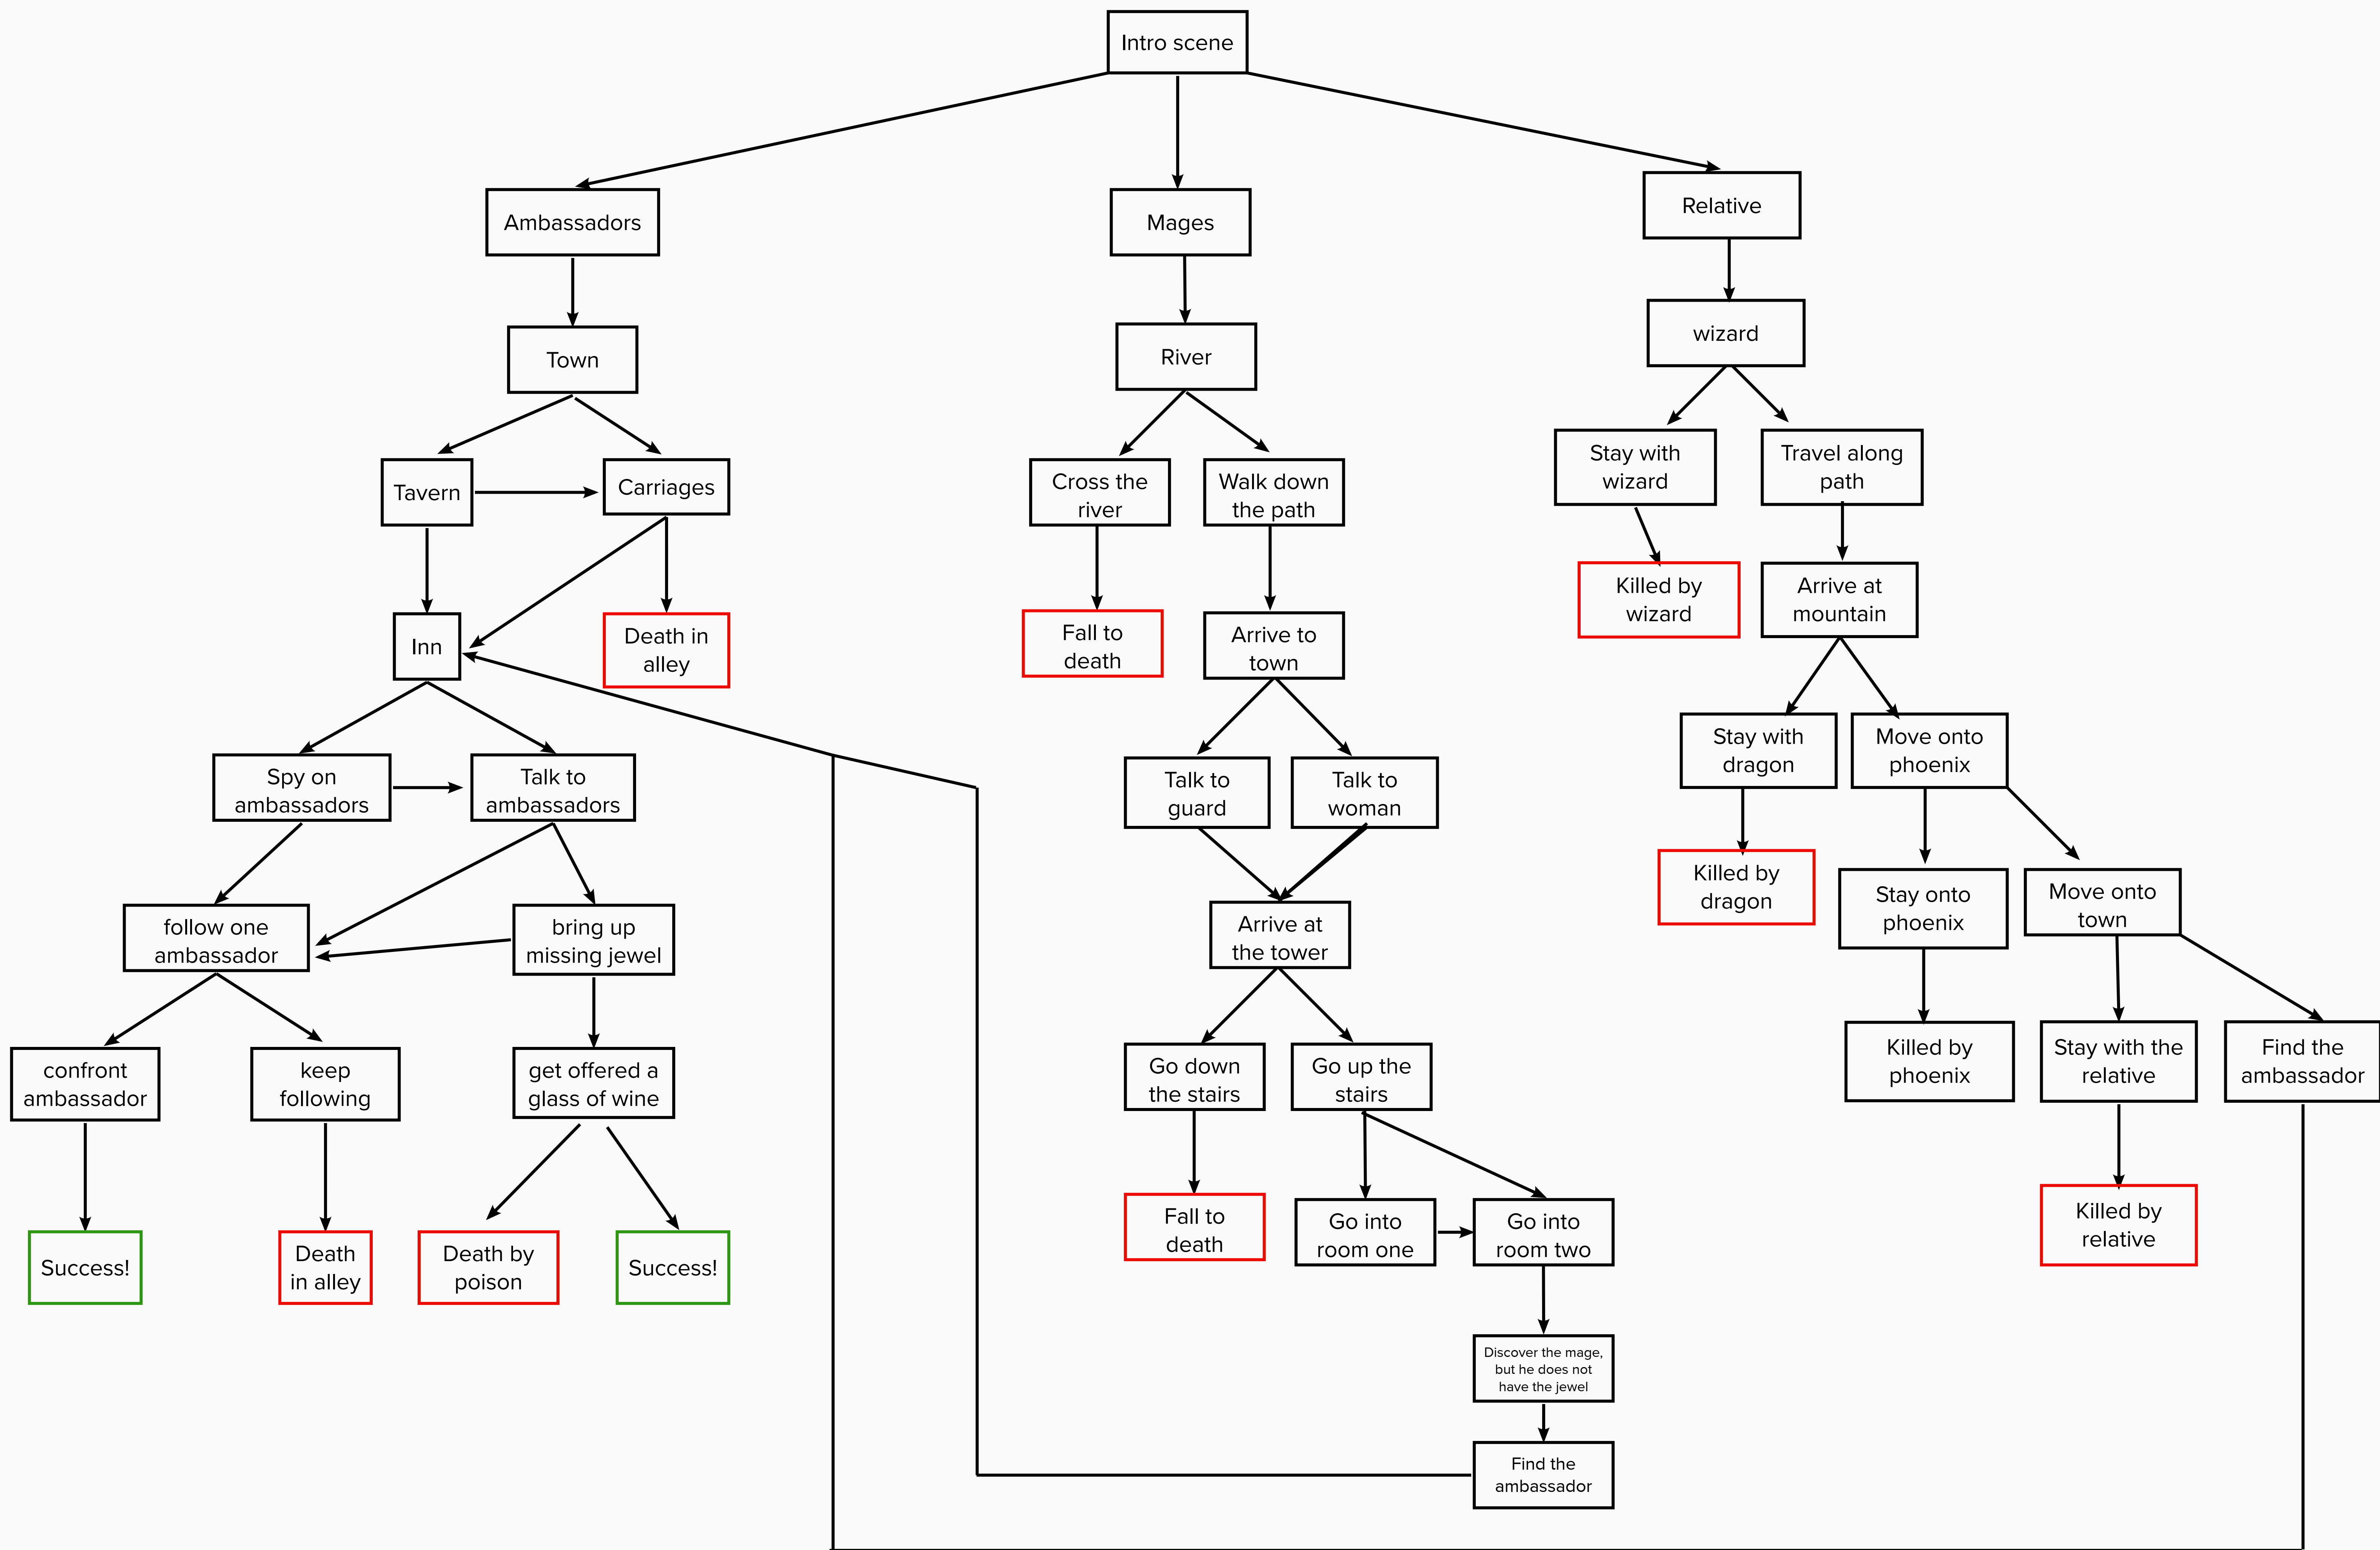 Intro scene
Ambassadors
Mages
Relative
Town
River
wizard
Tavern
Carriages
Cross the
river
Walk down
the path
Stay with
wizard
Travel along
path
Inn
Death in
alley
Fall to
death
Arrive to
town
Killed by
wizard
Arrive at
mountain
Spy on
ambassadors
Talk to
ambassadors
Talk to
guard
Talk to
woman
Stay with
dragon
Move onto
phoenix
follow one
ambassador
bring up
missing jewel
Arrive at
the tower
Killed by
dragon
Stay onto
phoenix
Move onto
town
confront
ambassador
keep
following
get offered a
glass of wine
Go down
the stairs
Go up the
stairs
Killed by
phoenix
Stay with the
relative
Find the
ambassador
Success!
Death
in alley
Death by
poison
Success!
Fall to
death
Go into
room one
Go into
room two
Killed by
relative
Discover the mage,
but he does not
have the jewel
Find the
ambassador